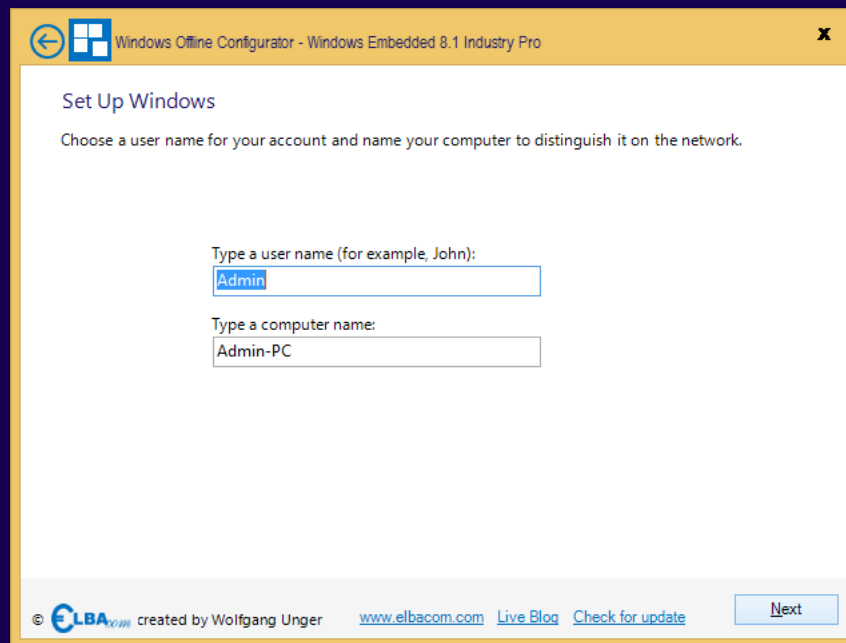 Windows Offline Configurator - Windows Embedded 8.1 Industry Pro
x
Set Up Windows
Choose a user name for your account and name your computer to distinguish it on the network.
Type a user name (for example, John):
Admin
Type a computer name:
Admin-PC
© ELBAcom created by Wolfgang Unger www.elbacom.com Live Blog Check for update Next